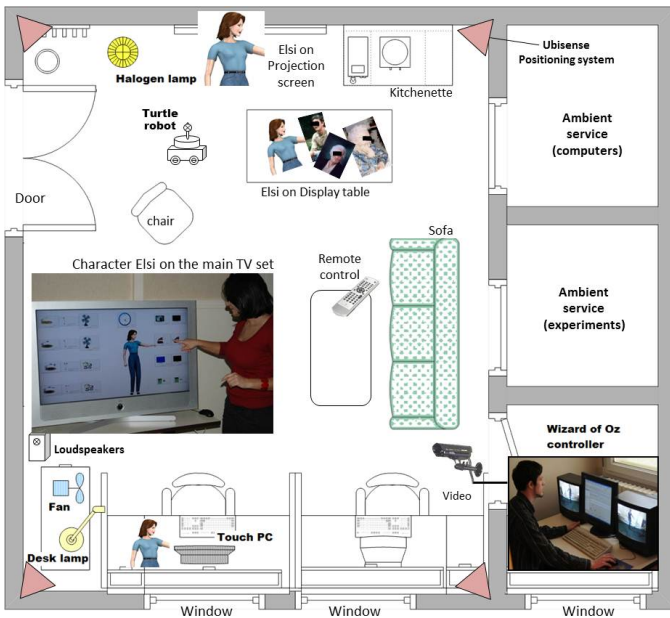 Elsi on
Projection
screen
Ubisense
Positioning system
Halogen lamp
Kitchenette
Turtle
robot
Ambient
service
(computers)
Elsi on Display table
Door
chair
Sofa
Character Elsi on the main TV set
Remote
control
Ambient
service
(experiments)
Wizard of Oz
controller
Loudspeakers
Video
Fan
Touch PC
Desk lamp
Window
Window
Window